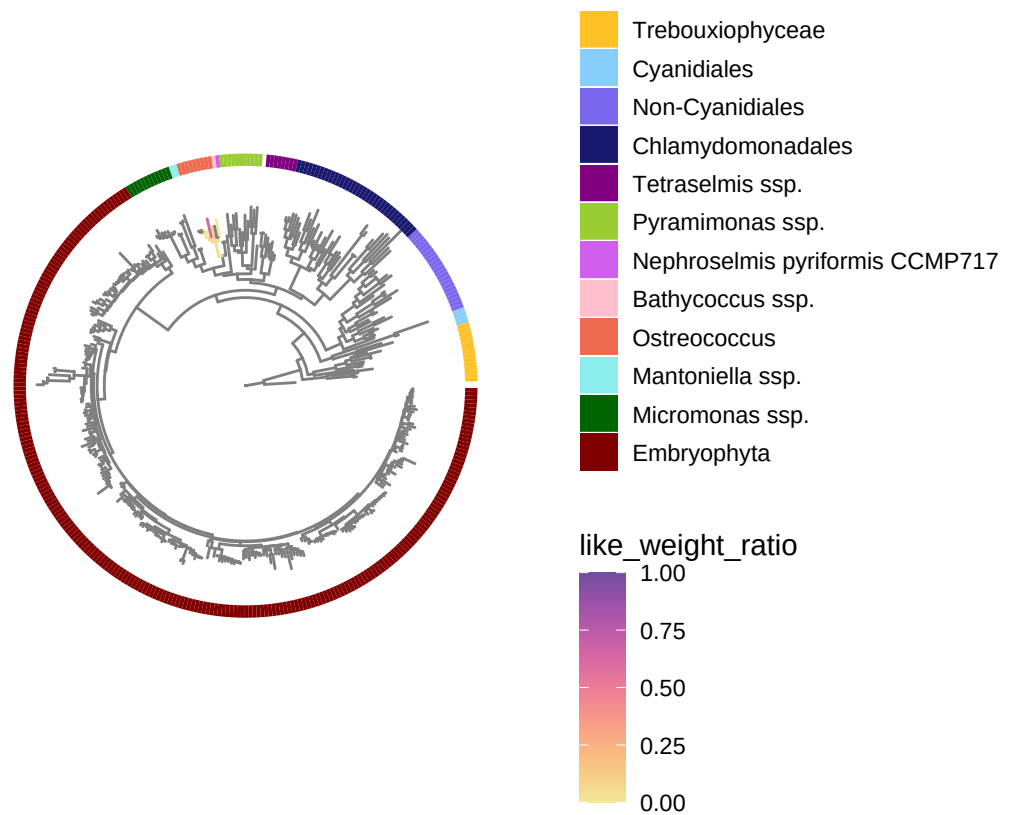 Trebouxiophyceae
Cyanidiales
Non-Cyanidiales
Chlamydomonadales
Tetraselmis ssp.
Pyramimonas ssp.
Nephroselmis pyriformis CCMP717
Bathycoccus ssp.
Ostreococcus
Mantoniella ssp.
Micromonas ssp.
Embryophyta
like_weight_ratio
1.00
0.75
0.50
0.25
0.00